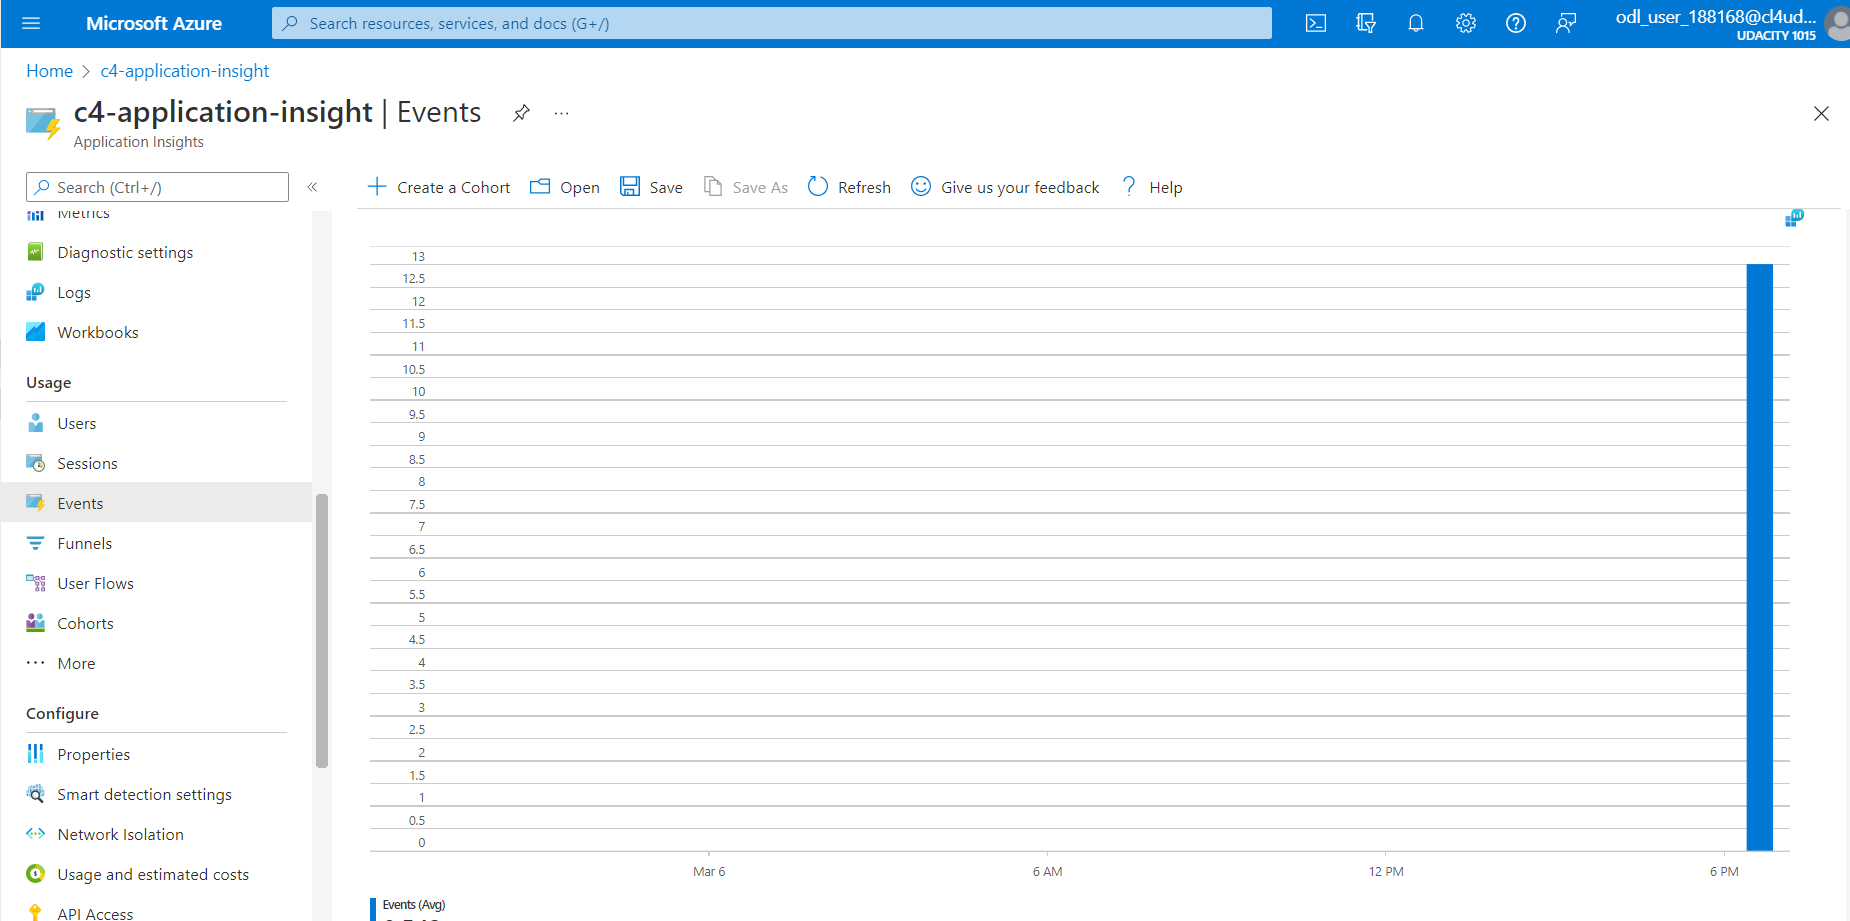 Microsoft Azure
Search resources, services, and docs (G+/)
odl_user_188168@cl4ud...
UDACITY 1015
Home > c4-application-insight
c4-application-insight | Events
...
Application Insights
Search (Ctrl+/)
«
Create a Cohort
Open
Save
Save As
Refresh
Give us your feedback
? Help
Metrics
Diagnostic settings
Logs
Workbooks
Usage
Users
Sessions
Events
Funnels
User Flows
Cohorts
More
Configure
Properties
Smart detection settings
Network Isolation
Usage and estimated costs
API Access
13
12.5
12
11.5
11
10.5
10
9.5
9
8.5
8
7.5
7
6.5
6
5.5
5
4.5
4
3.5
3
2.5
2
1.5
1
0.5
0
Mar 6
6 AM
12 PM
6 PM
Events (Avg)